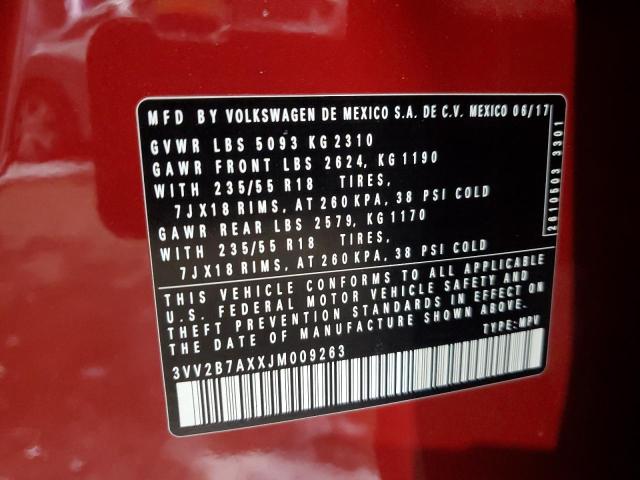 MFD BY VOLKSWAGEN DE MEXICO S.A. DE C.V. MEXICO 06/17
GVWR LBS 5093 KG 2310
GAWR FRONT LBS 2624, KG 1190
WITH 235/55 R18 TIRES,
7JX18 RIMS, AT 260 KPA, 38 PSI COLD
GAWR REAR LBS 2579, KG 1170
WITH 235/55 R18 TIRES,
7JX18 RIMS, AT 260 KPA, 38 PSI COLD
THIS VEHICLE CONFORMS TO ALL APPLICABLE
U.S. FEDERAL MOTOR VEHICLE SAFETY AND
THEFT PREVENTION STANDARDS IN EFFECT ON
THE DATE OF MANUFACTURE SHOWN ABOVE.
TYPE: MPV
3VV2B7AXXJM009263
2610503 3301